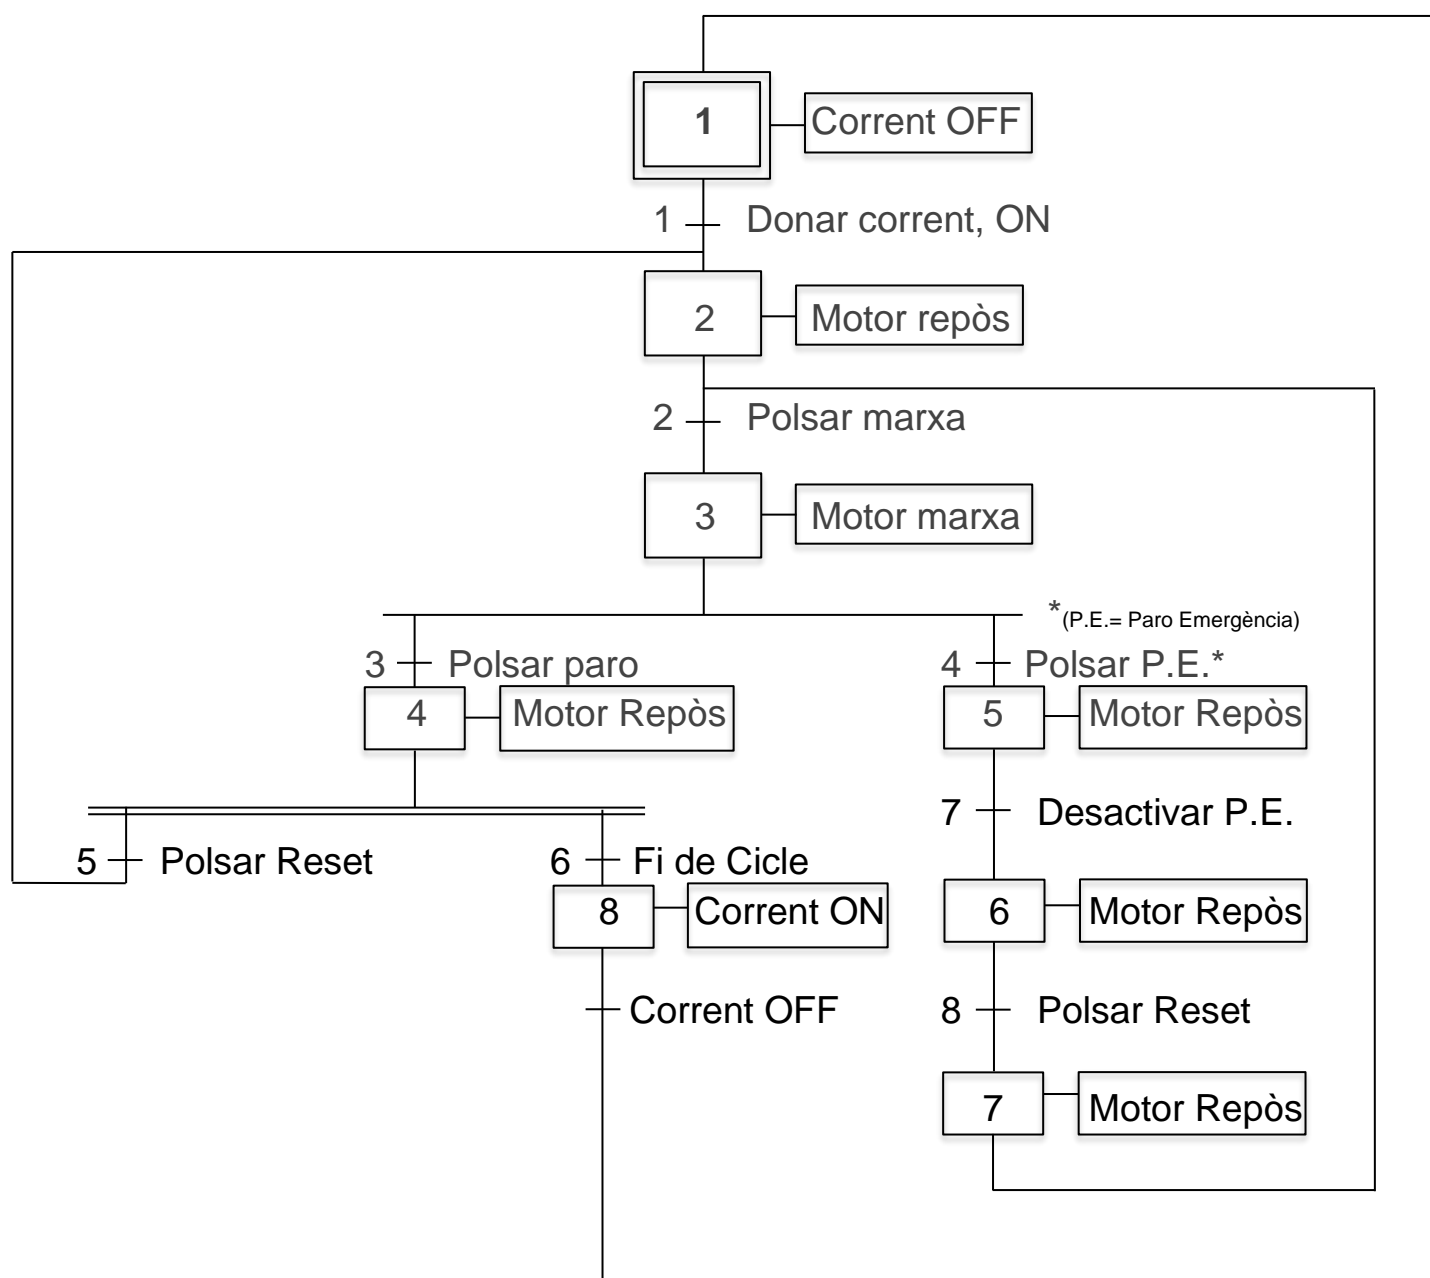 1 Corrent OFF
1 Donar corrent, ON
2 Motor repòs
2 Polsar marxa
3 Motor marxa
*(P.E.= Paro Emergència)
3 Polsar paro
4 Polsar P.E.*
4 Motor Repòs
5 Motor Repòs
7 Desactivar P.E.
5 Polsar Reset
6 Fi de Cicle
8 Corrent ON
6 Motor Repòs
Corrent OFF
8 Polsar Reset
7 Motor Repòs